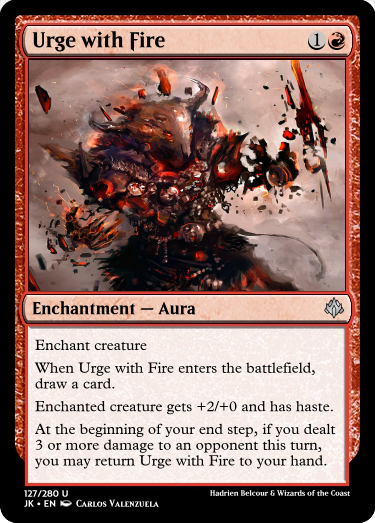 Urge with Fire 1
Enchantment — Aura
Enchant creature
When Urge with Fire enters the battlefield,
draw a card.
Enchanted creature gets +2/+0 and has haste.
At the beginning of your end step, if you dealt
3 or more damage to an opponent this turn,
you may return Urge with Fire to your hand.
127/280 U
Hadrien Belcour & Wizards of the Coast
JK • EN Carlos Valenzuela